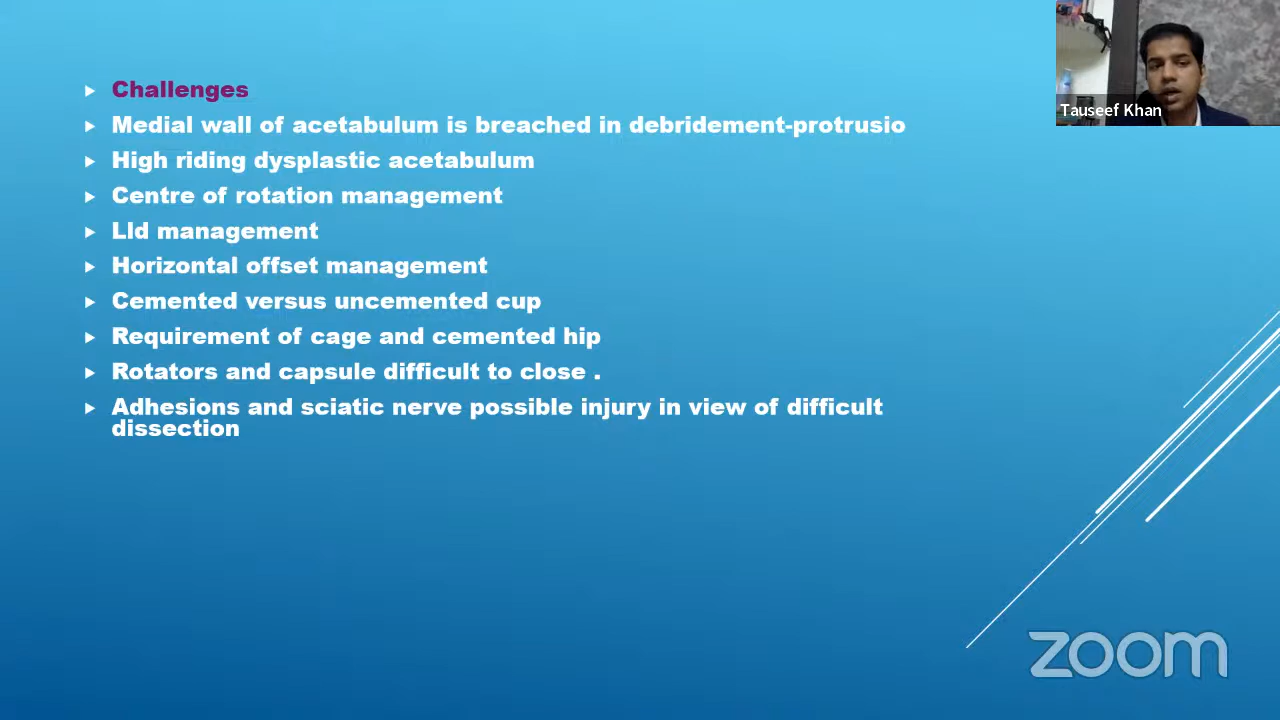 Challenges
Medial wall of acetabulum is breached in debridement-protrusio
High riding dysplastic acetabulum
Centre of rotation management
Lld management
Horizontal offset management
Cemented versus uncemented cup
Requirement of cage and cemented hip
Rotators and capsule difficult to close .
Adhesions and sciatic nerve possible injury in view of difficult
dissection
Tauseef Khan
zoom